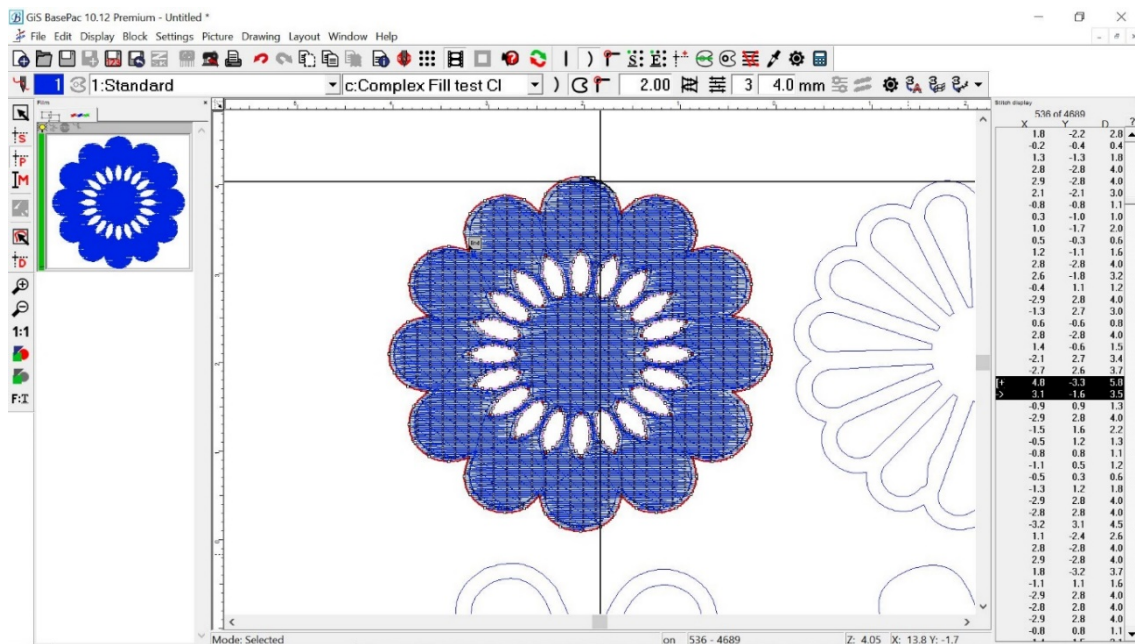 GiS BasePac 10.12 Premium - Untitled *
File Edit Display Block Settings Picture Drawing Layout Window Help
1 1:Standard c:Complex Fill test Cl 2.00 3 4.0 mm
Film
Stitch display
536 of 4689
X Y D ?
1.8 -2.2 2.8
-0.2 -0.4 0.4
1.3 -1.3 1.8
2.8 -2.8 4.0
2.9 -2.8 4.0
2.1 -2.1 3.0
-0.8 -0.8 1.1
0.3 -1.0 1.0
1.0 -1.7 2.0
0.5 -0.3 0.6
1.2 -1.1 1.6
2.8 -2.8 4.0
2.6 -1.8 3.2
-0.4 1.1 1.2
-2.9 2.8 4.0
-1.3 2.7 3.0
0.6 -0.6 0.8
2.8 -2.8 4.0
1.4 -0.6 1.5
-2.1 2.7 3.4
-2.7 2.6 3.7
[+ 4.8 -3.3 5.8
-> 3.1 -1.6 3.5
-0.9 0.9 1.3
-2.9 2.8 4.0
-1.5 1.6 2.2
-0.5 1.2 1.3
-0.8 0.8 1.1
-1.1 0.5 1.2
-0.5 0.3 0.6
-1.3 1.2 1.8
-2.9 2.8 4.0
-2.8 2.8 4.0
-3.2 3.1 4.5
1.1 -2.4 2.6
2.8 -2.8 4.0
2.9 -2.8 4.0
1.8 -3.2 3.7
-1.1 1.1 1.6
-2.9 2.8 4.0
-2.8 2.8 4.0
-2.9 2.8 4.0
-0.8 0.8 1.1
S
P
M
D
1:1
F:T
Mode: Selected on 536 - 4689 Z: 4.05 X: 13.8 Y: -1.7